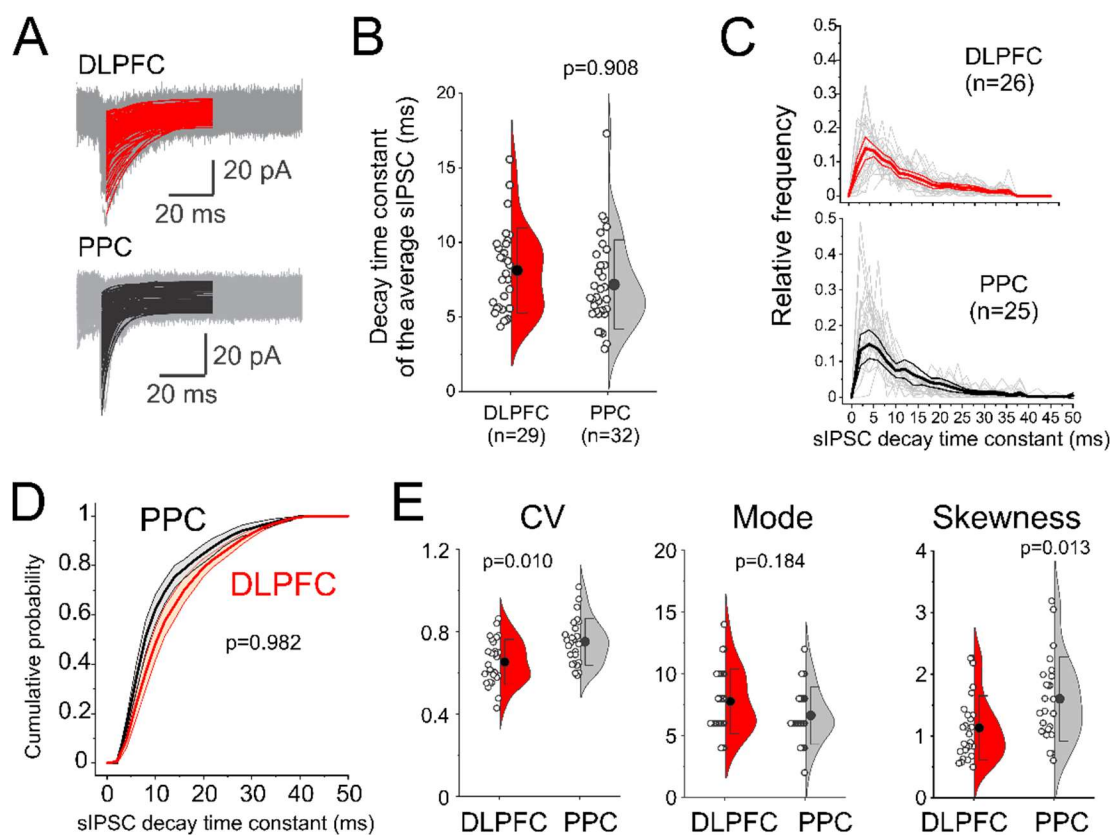 A
DLPFC
20 pA
20 ms
PPC
20 pA
20 ms
B
p=0.908
Decay time constant
of the average sIPSC (ms)
20
15
10
5
0
DLPFC
(n=29)
PPC
(n=32)
C
Relative frequency
0.5
0.4
0.3
0.2
0.1
0
DLPFC
(n=26)
0.5
0.4
0.3
0.2
0.1
0
PPC
(n=25)
0 5 10 15 20 25 30 35 45 50
sIPSC decay time constant (ms)
D
Cumulative probability
1
0.8
0.6
0.4
0.2
0
PPC
DLPFC
p=0.982
0 10 20 30 40 50
sIPSC decay time constant (ms)
E
CV
1.2
0.8
0.4
0
p=0.010
DLPFC PPC
Mode
20
15
10
5
0
p=0.184
DLPFC PPC
Skewness
4
3
2
1
0
p=0.013
DLPFC PPC